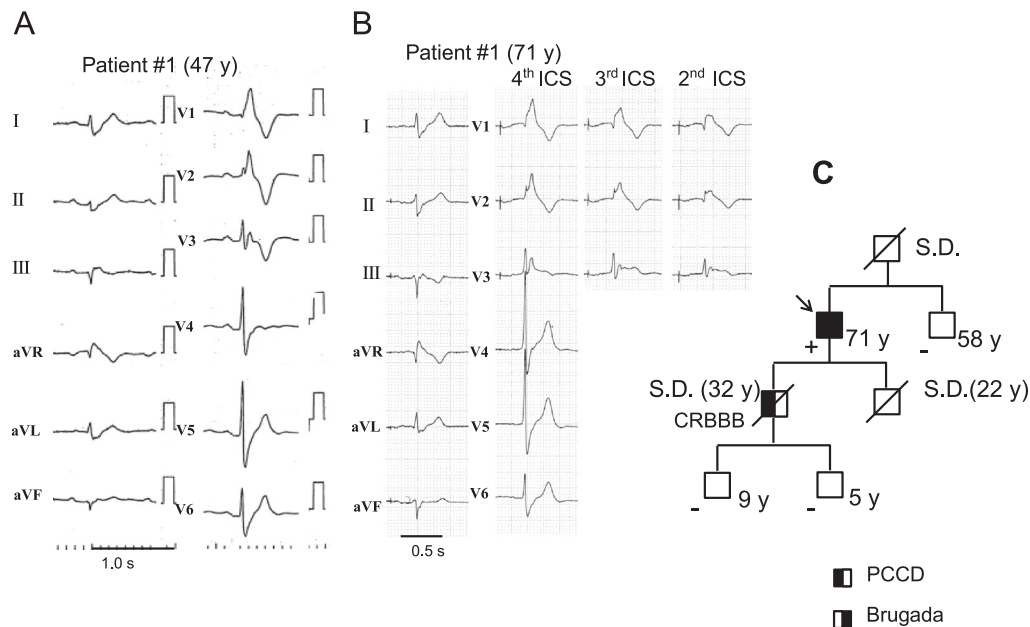 A
Patient #1 (47 y)
I
II
III
aVR
aVL
aVF
V1
V2
V3
V4
V5
V6
1.0 s
B
Patient #1 (71 y)
4th ICS
3rd ICS
2nd ICS
I
II
III
aVR
aVL
aVF
V1
V2
V3
V4
V5
V6
0.5 s
C
S.D.
71 y
+
58 y
-
S.D. (32 y)
CRBBB
S.D.(22 y)
9 y
-
5 y
-
PCCD
Brugada